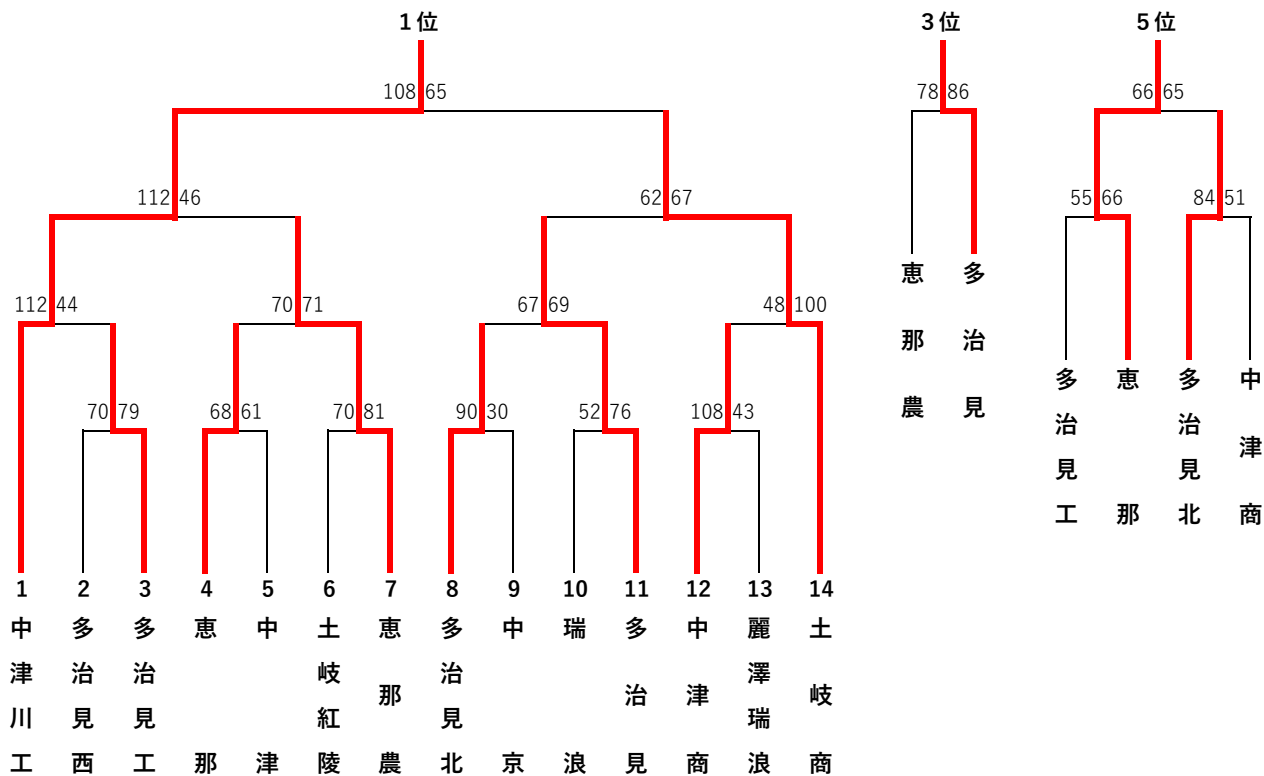 1位
3位
5位
108 65
78 86
66 65
112 46
62 67
55 66
84 51
112 44
70 71
67 69
48 100
恵那農
多治見
70 79
68 61
70 81
90 30
52 76
108 43
多治見工
恵那
多治見北
中津商
1
2
3
4
5
6
7
8
9
10
11
12
13
14
中津川工
多治見西
多治見工
恵那
中津
土岐紅陵
恵那農
多治見北
中京
瑞浪
多治見
中津商
麗澤瑞浪
土岐商